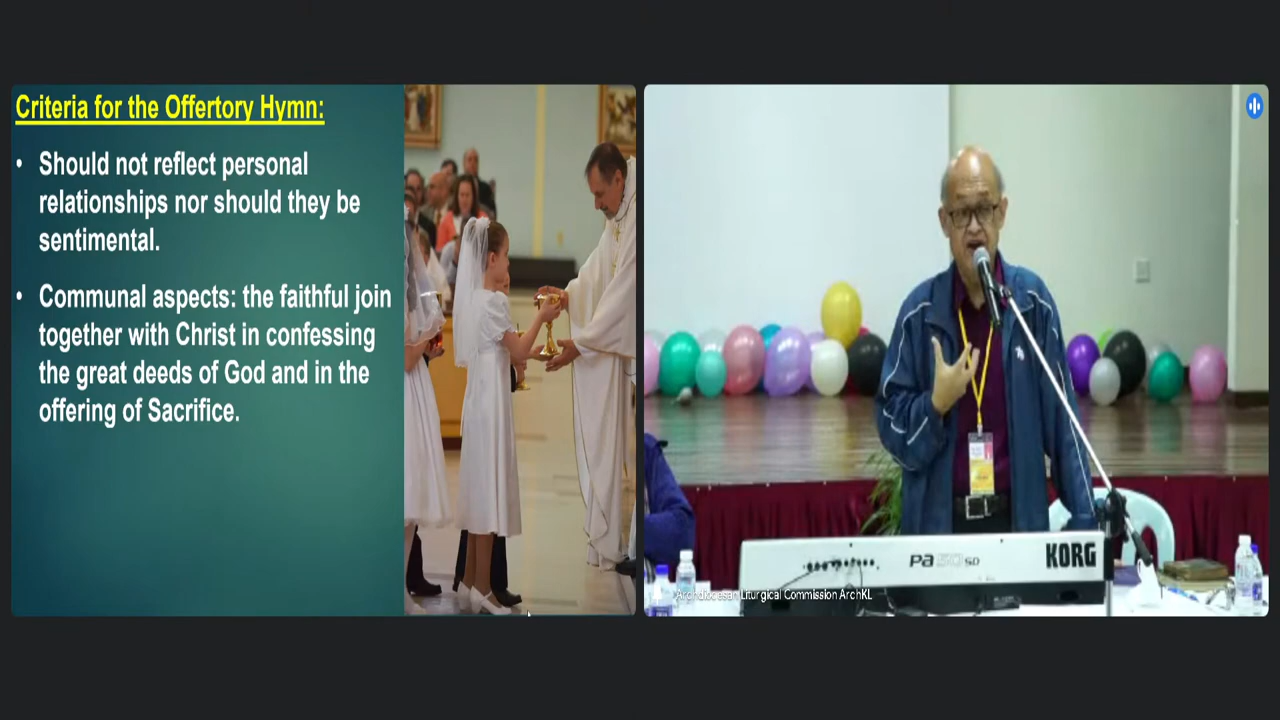 Criteria for the Offertory Hymn:
• Should not reflect personal
relationships nor should they be
sentimental.
• Communal aspects: the faithful join
together with Christ in confessing
the great deeds of God and in the
offering of Sacrifice.
Pa 50 SD
KORG
Archdiocesan Liturgical Commission ArchKL